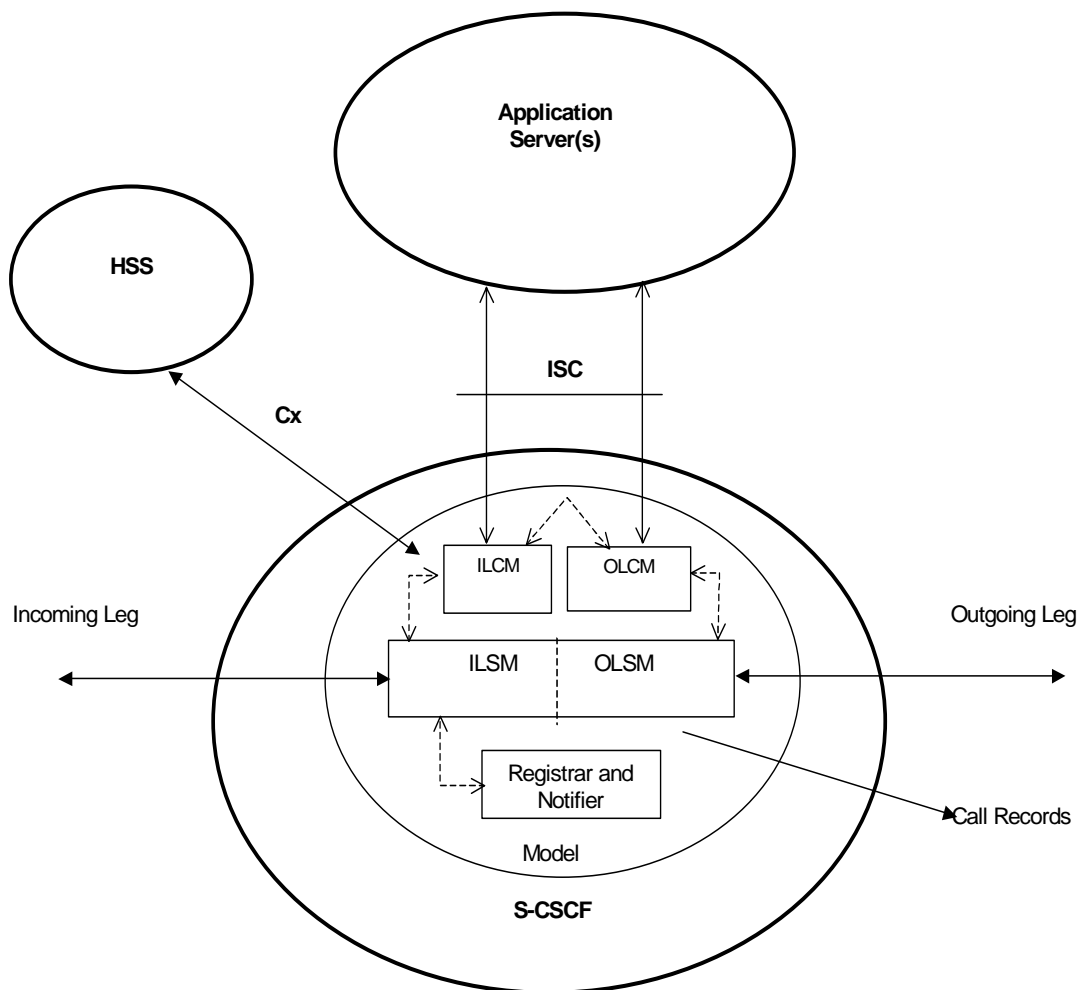 Application
Server(s)
HSS
ISC
Cx
ILCM
OLCM
Incoming Leg
Outgoing Leg
ILSM
OLSM
Registrar and
Notifier
Call Records
Model
S-CSCF